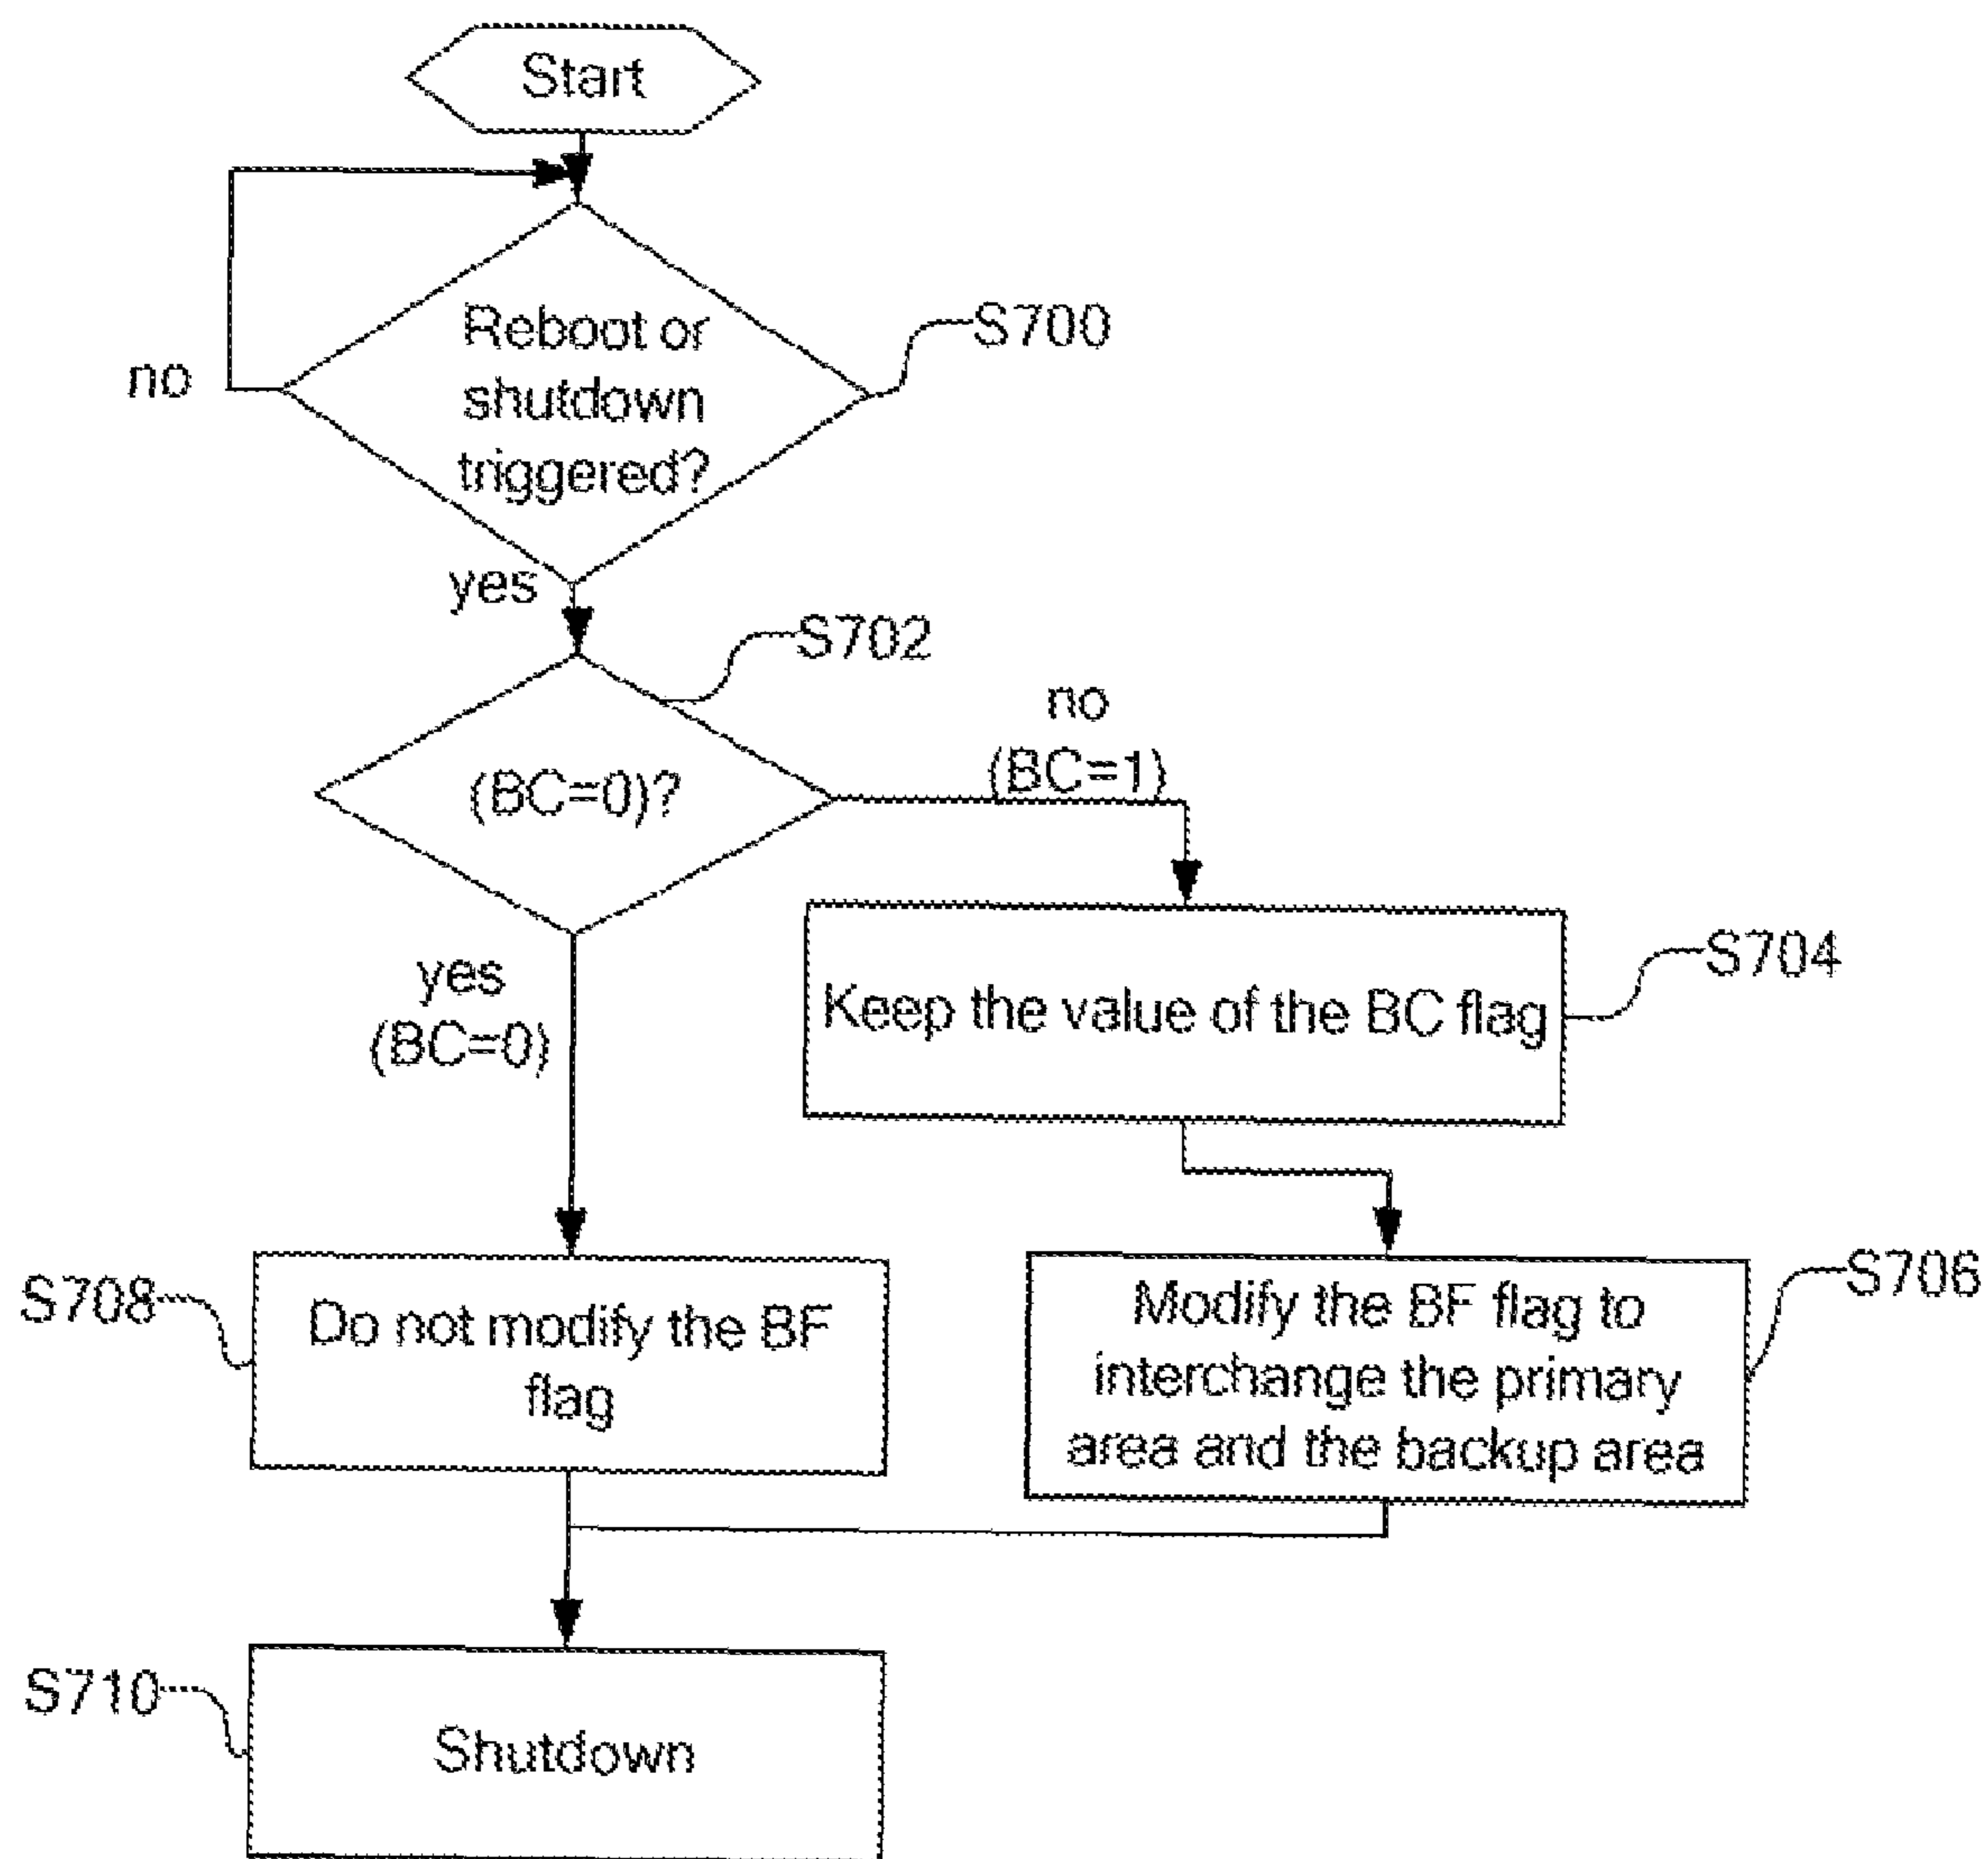 Start
Reboot or
shutdown
triggered?
S700
no
yes
S702
(BC=0)?
no
(BC=1)
yes
(BC=0)
Keep the value of the BC flag
S704
S708
Do not modify the BF
flag
Modify the BF flag to
interchange the primary
area and the backup area
S706
S710
Shutdown